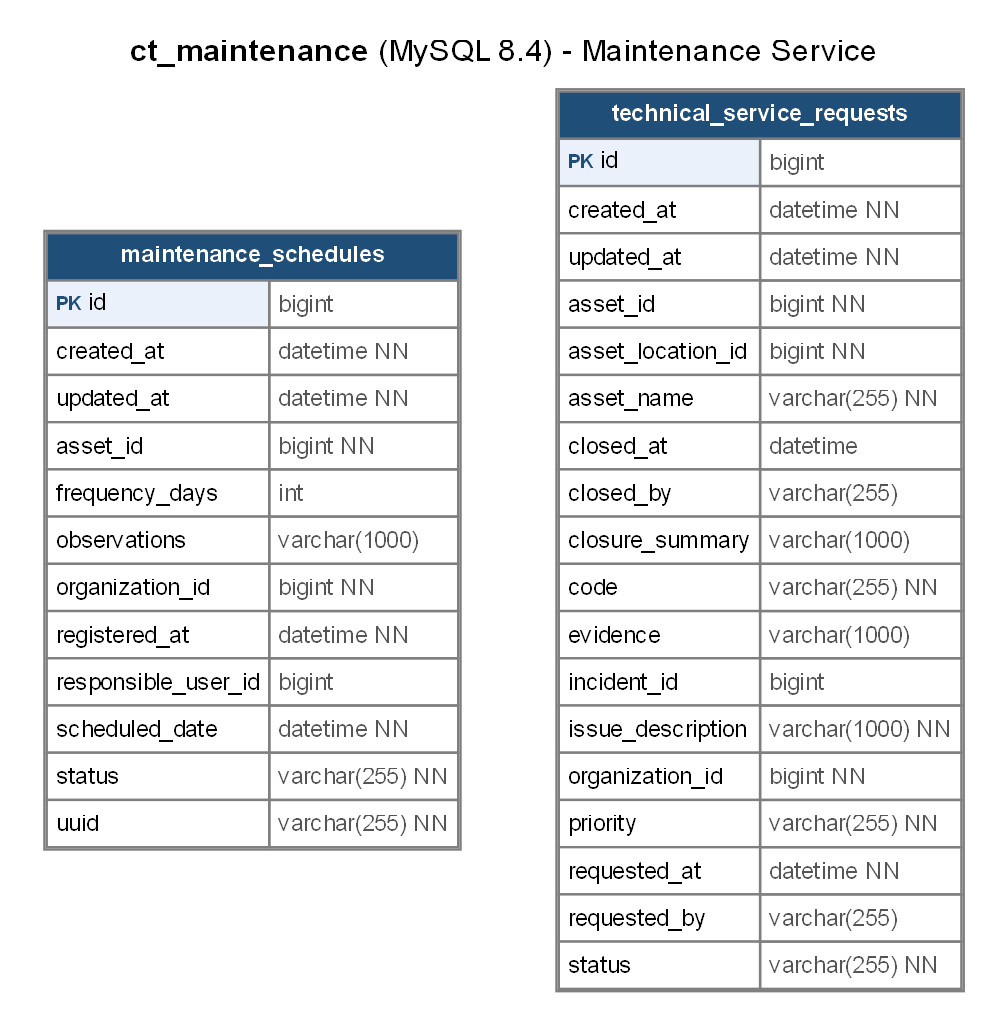 ct_maintenance (MySQL 8.4) - Maintenance Service
maintenance_schedules
PK id bigint
created_at datetime NN
updated_at datetime NN
asset_id bigint NN
frequency_days int
observations varchar(1000)
organization_id bigint NN
registered_at datetime NN
responsible_user_id bigint
scheduled_date datetime NN
status varchar(255) NN
uuid varchar(255) NN
technical_service_requests
PK id bigint
created_at datetime NN
updated_at datetime NN
asset_id bigint NN
asset_location_id bigint NN
asset_name varchar(255) NN
closed_at datetime
closed_by varchar(255)
closure_summary varchar(1000)
code varchar(255) NN
evidence varchar(1000)
incident_id bigint
issue_description varchar(1000) NN
organization_id bigint NN
priority varchar(255) NN
requested_at datetime NN
requested_by varchar(255)
status varchar(255) NN